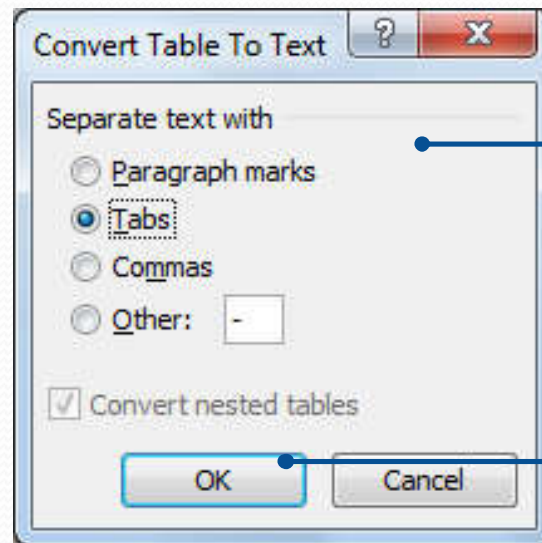 Convert Table To Text
Separate text with
Paragraph marks
Tabs
Commas
Other: -
Convert nested tables
OK Cancel